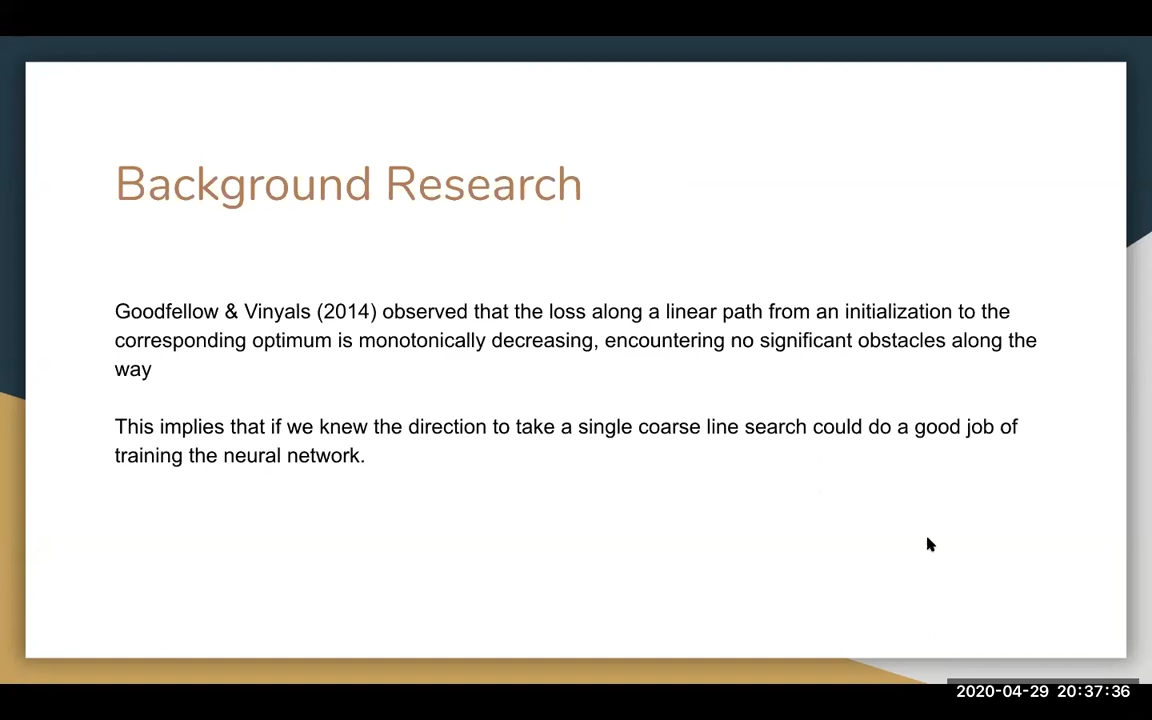 Background Research
Goodfellow & Vinyals (2014) observed that the loss along a linear path from an initialization to the
corresponding optimum is monotonically decreasing, encountering no significant obstacles along the
way
This implies that if we knew the direction to take a single coarse line search could do a good job of
training the neural network.
2020-04-29 20:37:36